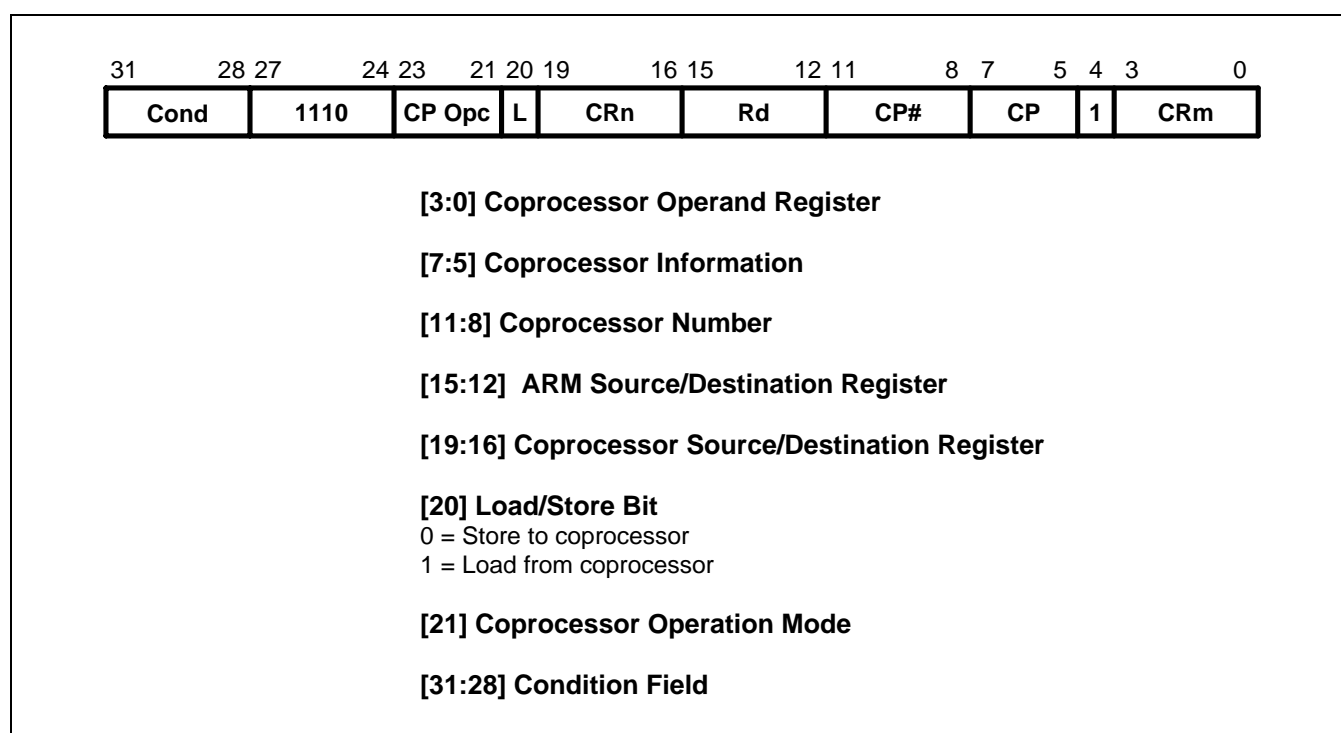 31 28 27 24 23 21 20 19 16 15 12 11 8 7 5 4 3 0
Cond 1110 CP Opc L CRn Rd CP# CP 1 CRm
[3:0] Coprocessor Operand Register
[7:5] Coprocessor Information
[11:8] Coprocessor Number
[15:12] ARM Source/Destination Register
[19:16] Coprocessor Source/Destination Register
[20] Load/Store Bit
0 = Store to coprocessor
1 = Load from coprocessor
[21] Coprocessor Operation Mode
[31:28] Condition Field